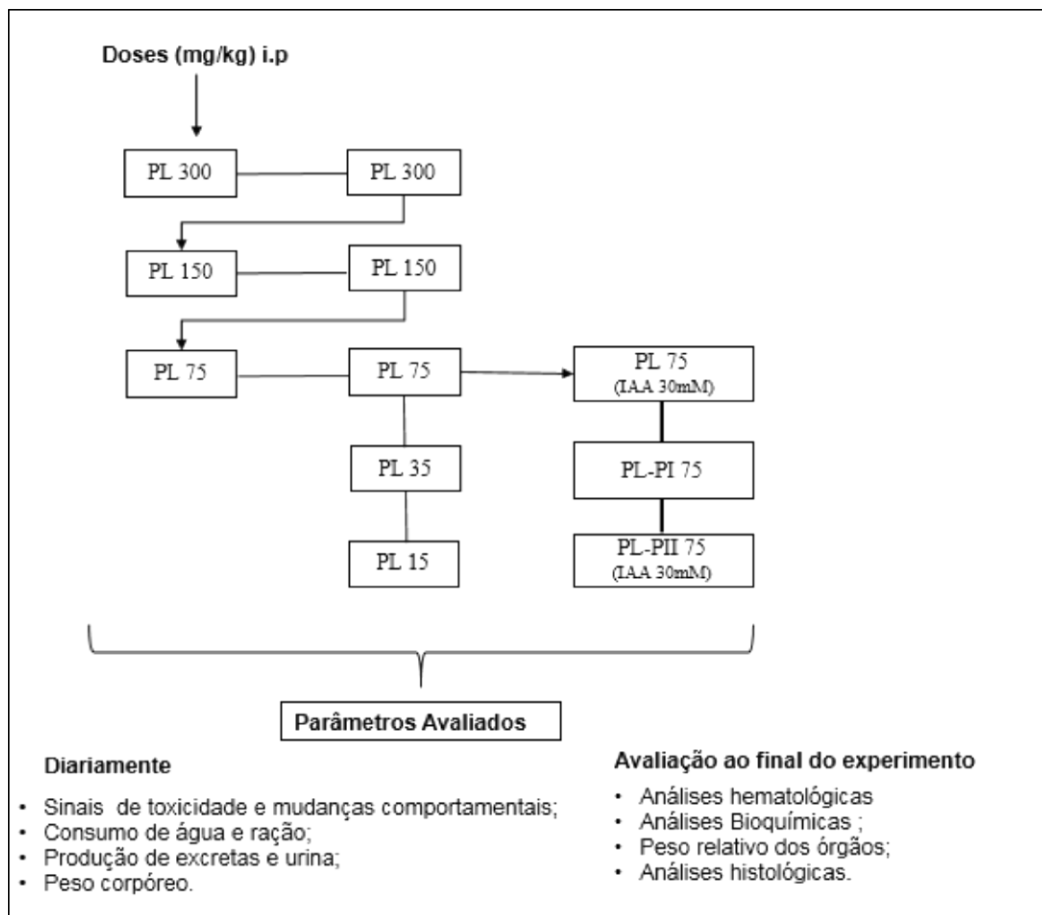 Doses (mg/kg) i.p
PL 300
PL 300
PL 150
PL 150
PL 75
PL 75
PL 75
(IAA 30mM)
PL 35
PL-PI 75
PL 15
PL-PII 75
(IAA 30mM)
Parâmetros Avaliados
Diariamente
• Sinais de toxicidade e mudanças comportamentais;
• Consumo de água e ração;
• Produção de excretas e urina;
• Peso corpóreo.
Avaliação ao final do experimento
• Análises hematológicas
• Análises Bioquímicas ;
• Peso relativo dos órgãos;
• Análises histológicas.